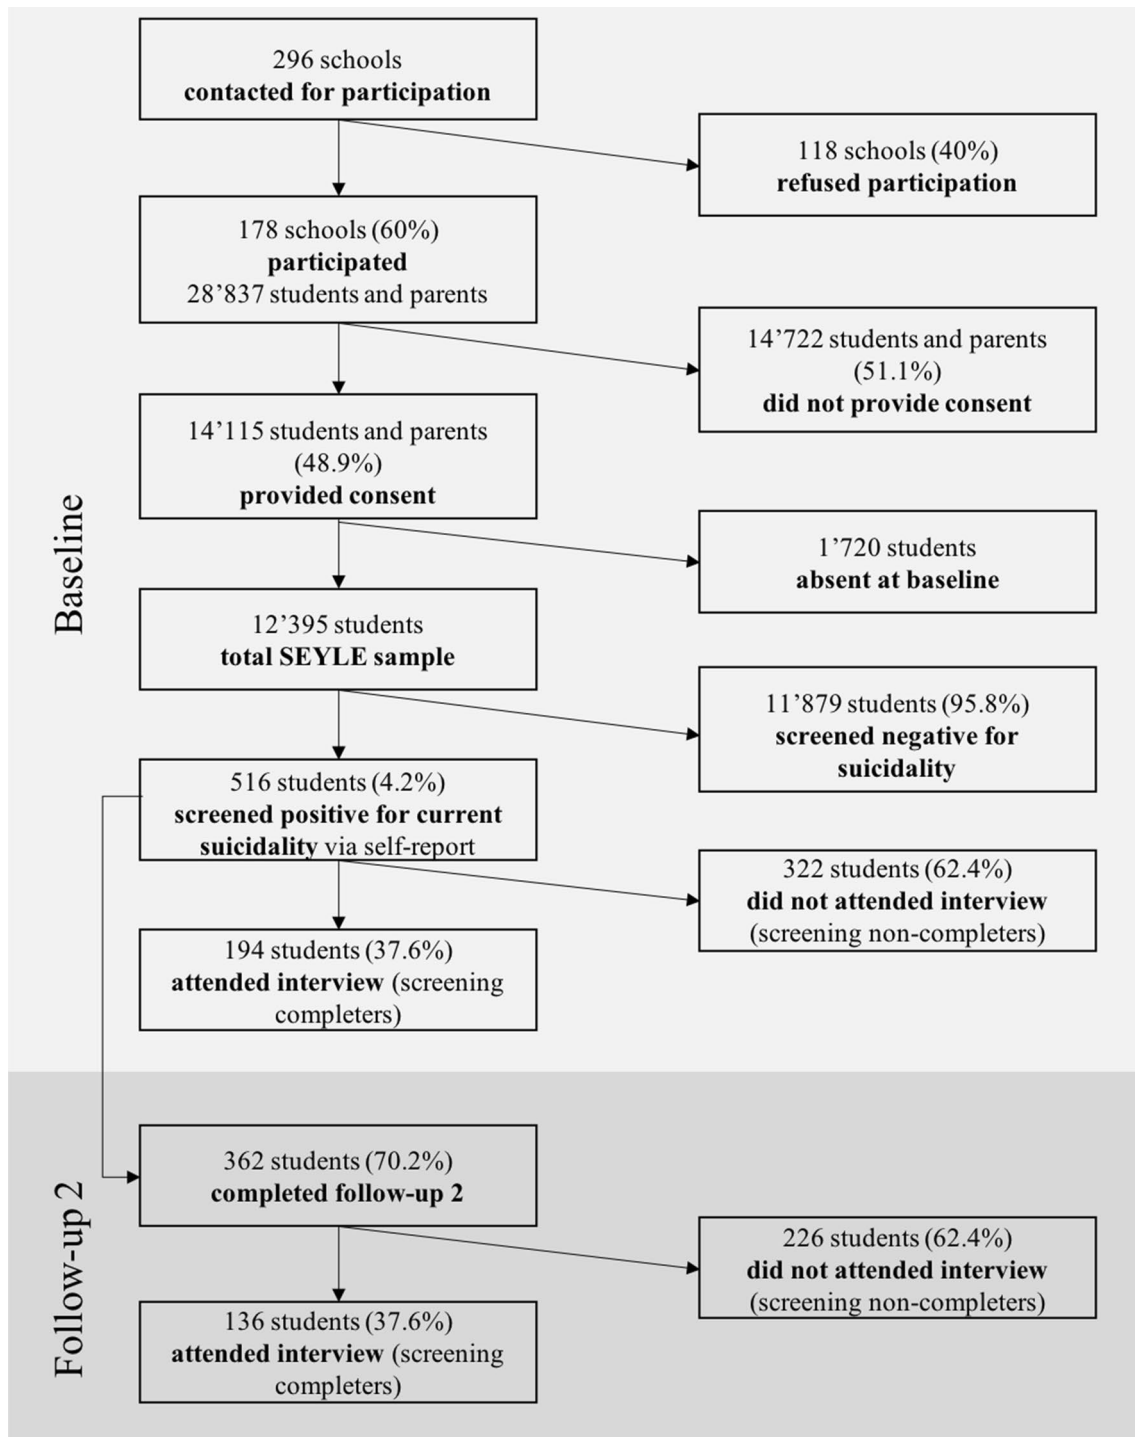 296 schools
contacted for participation
118 schools (40%)
refused participation
178 schools (60%)
participated
28’837 students and parents
14’722 students and parents
(51.1%)
did not provide consent
14’115 students and parents
(48.9%)
provided consent
1’720 students
absent at baseline
12’395 students
total SEYLE sample
11’879 students (95.8%)
screened negative for
suicidality
516 students (4.2%)
screened positive for current
suicidality via self-report
322 students (62.4%)
did not attended interview
(screening non-completers)
194 students (37.6%)
attended interview (screening
completers)
Baseline
362 students (70.2%)
completed follow-up 2
226 students (62.4%)
did not attended interview
(screening non-completers)
136 students (37.6%)
attended interview (screening
completers)
Follow-up 2